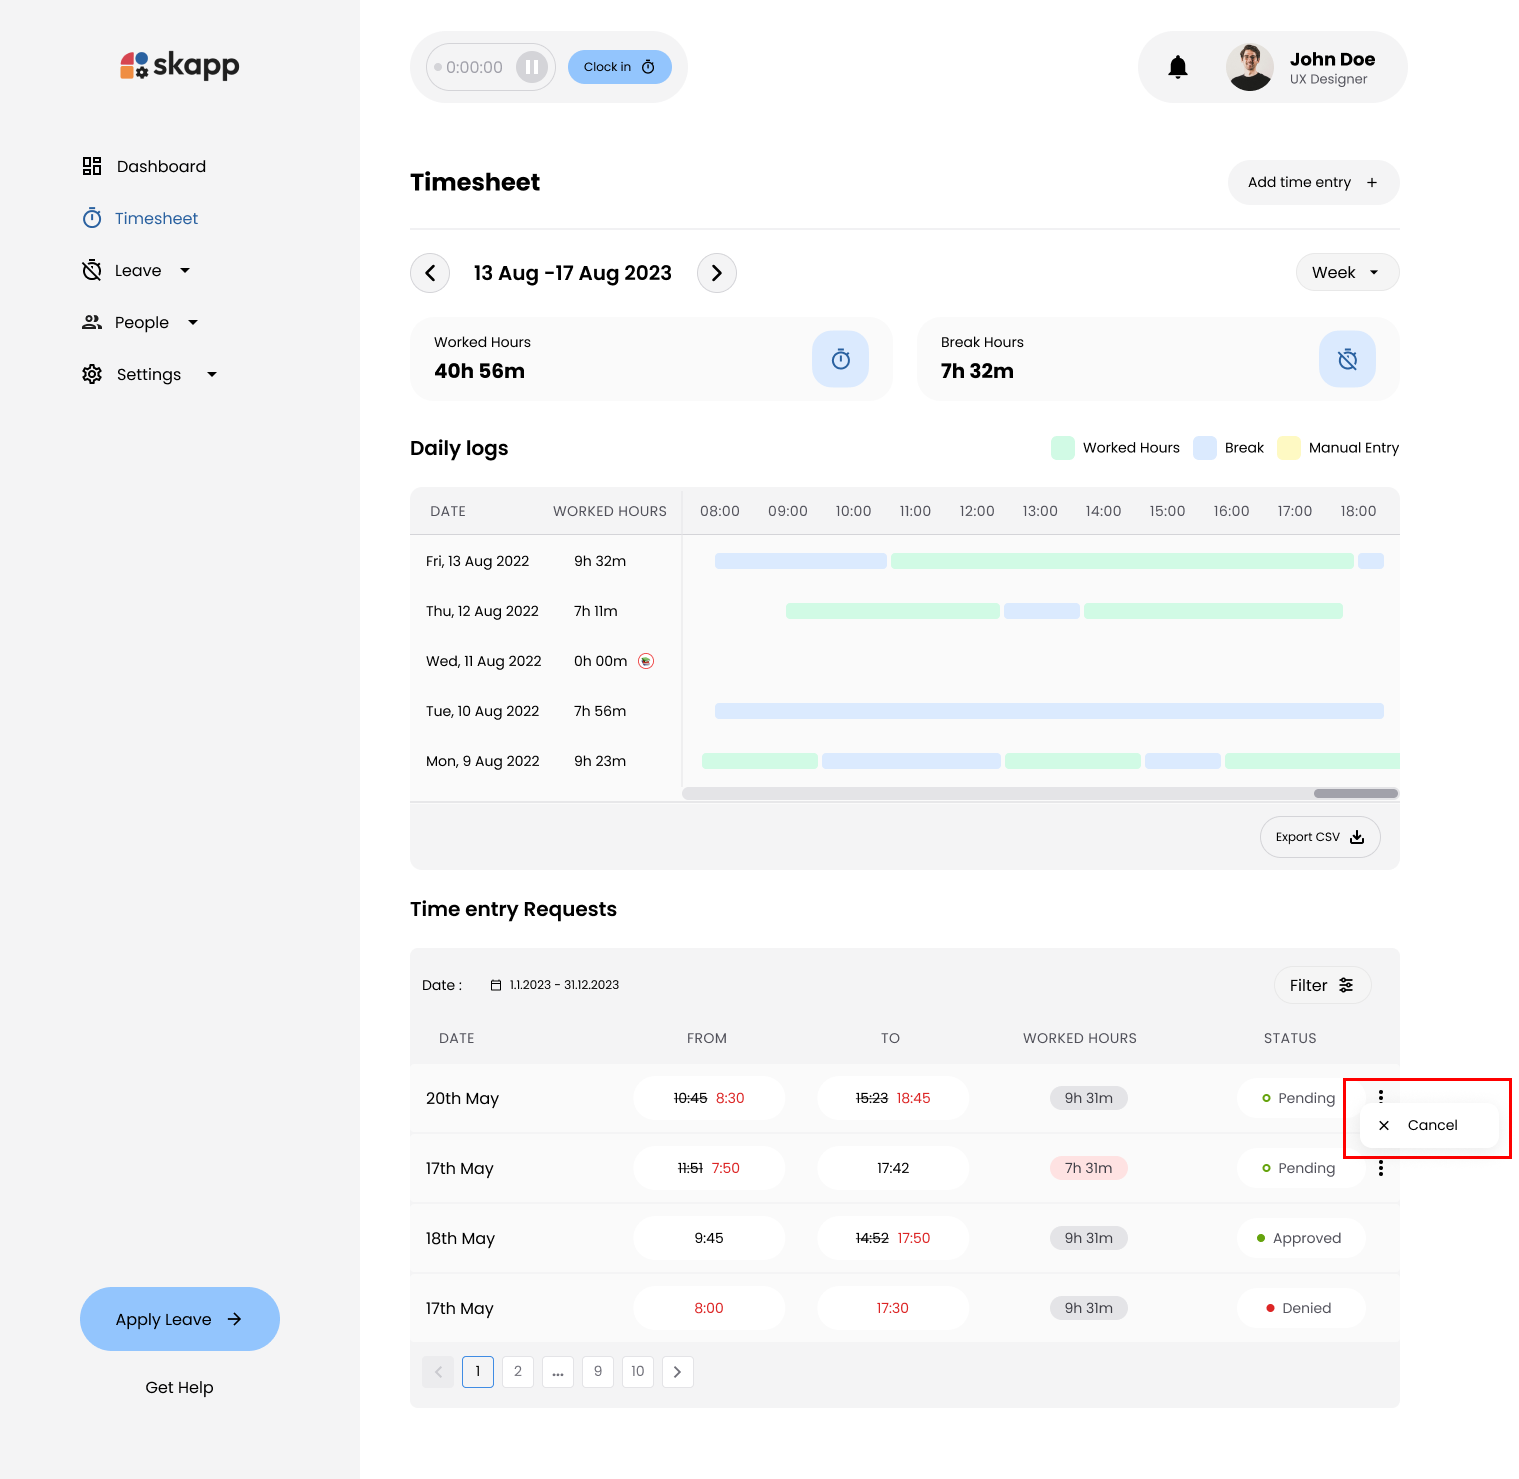 skapp
0:00:00
Clock in
John Doe
UX Designer
Dashboard
Timesheet
Leave
People
Settings
Timesheet
Add time entry +
13 Aug -17 Aug 2023
Week
Worked Hours
40h 56m
Break Hours
7h 32m
Daily logs
Worked Hours Break Manual Entry
DATE WORKED HOURS 08:00 09:00 10:00 11:00 12:00 13:00 14:00 15:00 16:00 17:00 18:00
Fri, 13 Aug 2022 9h 32m
Thu, 12 Aug 2022 7h 11m
Wed, 11 Aug 2022 0h 00m
Tue, 10 Aug 2022 7h 56m
Mon, 9 Aug 2022 9h 23m
Export CSV
Time entry Requests
Date : 1.1.2023 - 31.12.2023
Filter
DATE FROM TO WORKED HOURS STATUS
20th May 10:45 8:30 15:23 18:45 9h 31m Pending
Cancel
17th May 11:51 7:50 17:42 7h 31m Pending
18th May 9:45 14:52 17:50 9h 31m Approved
17th May 8:00 17:30 9h 31m Denied
1 2 ... 9 10
Apply Leave
Get Help